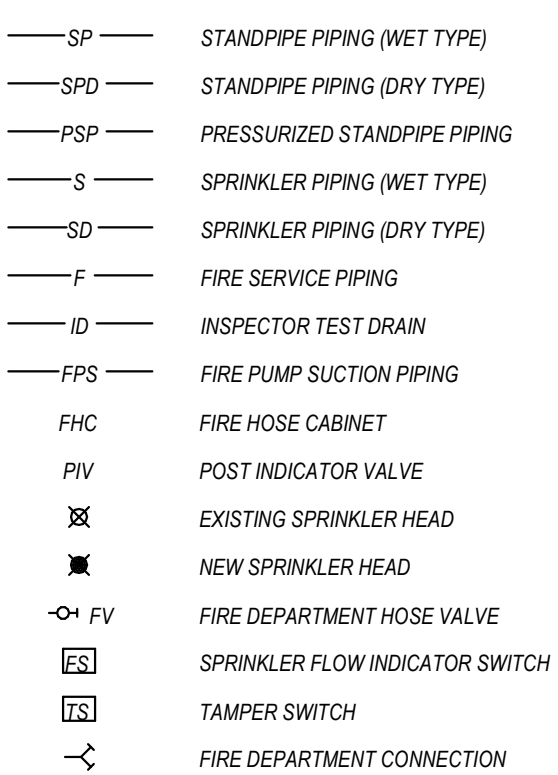 SP STANDPIPE PIPING (WET TYPE)
SPD STANDPIPE PIPING (DRY TYPE)
PSP PRESSURIZED STANDPIPE PIPING
S SPRINKLER PIPING (WET TYPE)
SD SPRINKLER PIPING (DRY TYPE)
F FIRE SERVICE PIPING
ID INSPECTOR TEST DRAIN
FPS FIRE PUMP SUCTION PIPING
FHC FIRE HOSE CABINET
PIV POST INDICATOR VALVE
EXISTING SPRINKLER HEAD
NEW SPRINKLER HEAD
FV FIRE DEPARTMENT HOSE VALVE
FS SPRINKLER FLOW INDICATOR SWITCH
TS TAMPER SWITCH
FIRE DEPARTMENT CONNECTION